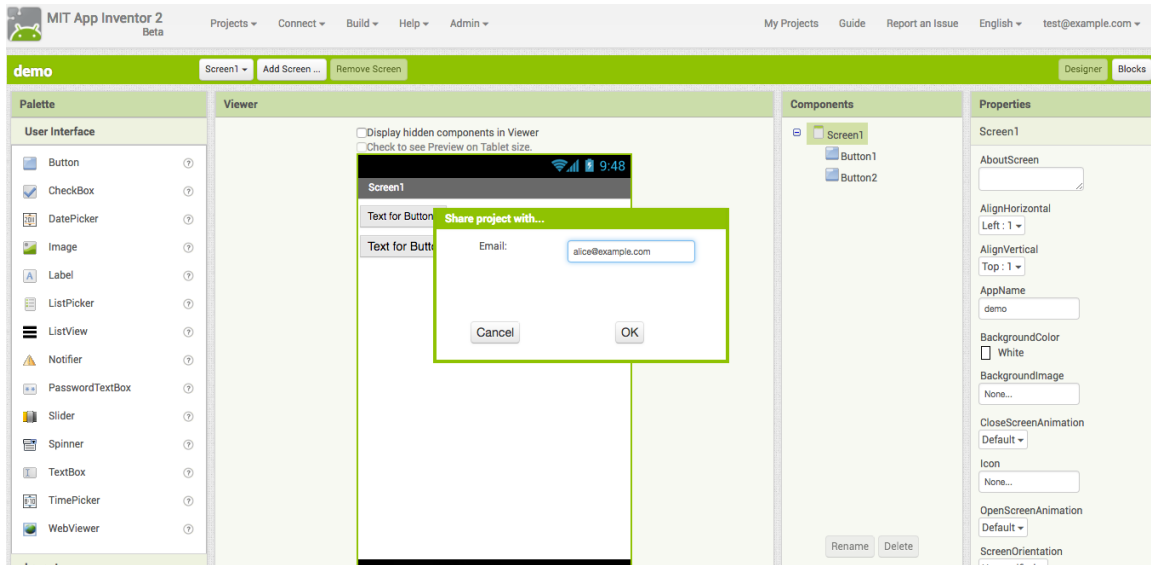 MIT App Inventor 2
Beta
Projects Connect Build Help Admin
My Projects Guide Report an Issue English test@example.com
demo
Screen1 Add Screen ... Remove Screen
Designer Blocks
Palette
User Interface
Button
CheckBox
DatePicker
Image
Label
ListPicker
ListView
Notifier
PasswordTextBox
Slider
Spinner
TextBox
TimePicker
WebViewer
Viewer
Display hidden components in Viewer
Check to see Preview on Tablet size.
9:48
Screen1
Text for Button
Text for Butt
Share project with...
Email: alice@example.com
Cancel OK
Components
Screen1
Button1
Button2
Rename Delete
Properties
Screen1
AboutScreen
AlignHorizontal
Left : 1
AlignVertical
Top : 1
AppName
demo
BackgroundColor
White
BackgroundImage
None...
CloseScreenAnimation
Default
Icon
None...
OpenScreenAnimation
Default
ScreenOrientation